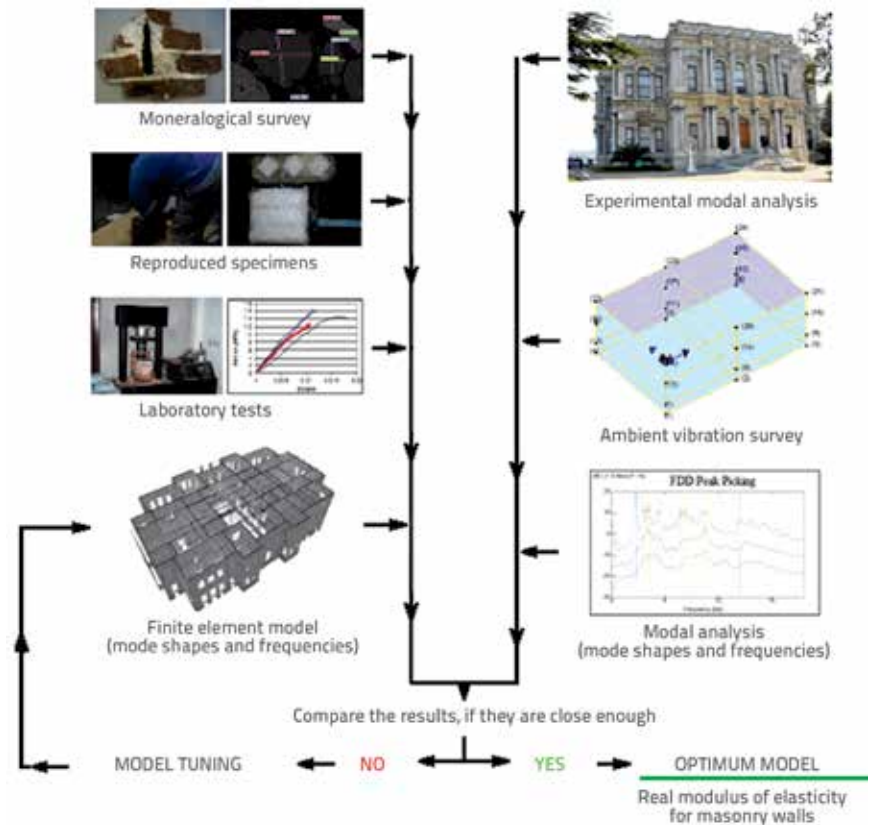 Moneralogical survey
Reproduced specimens
Laboratory tests
Finite element model
(mode shapes and frequencies)
Experimental modal analysis
Ambient vibration survey
FDD Peak Picking
Modal analysis
(mode shapes and frequencies)
Compare the results, if they are close enough
MODEL TUNING
NO
YES
OPTIMUM MODEL
Real modulus of elasticity
for masonry walls